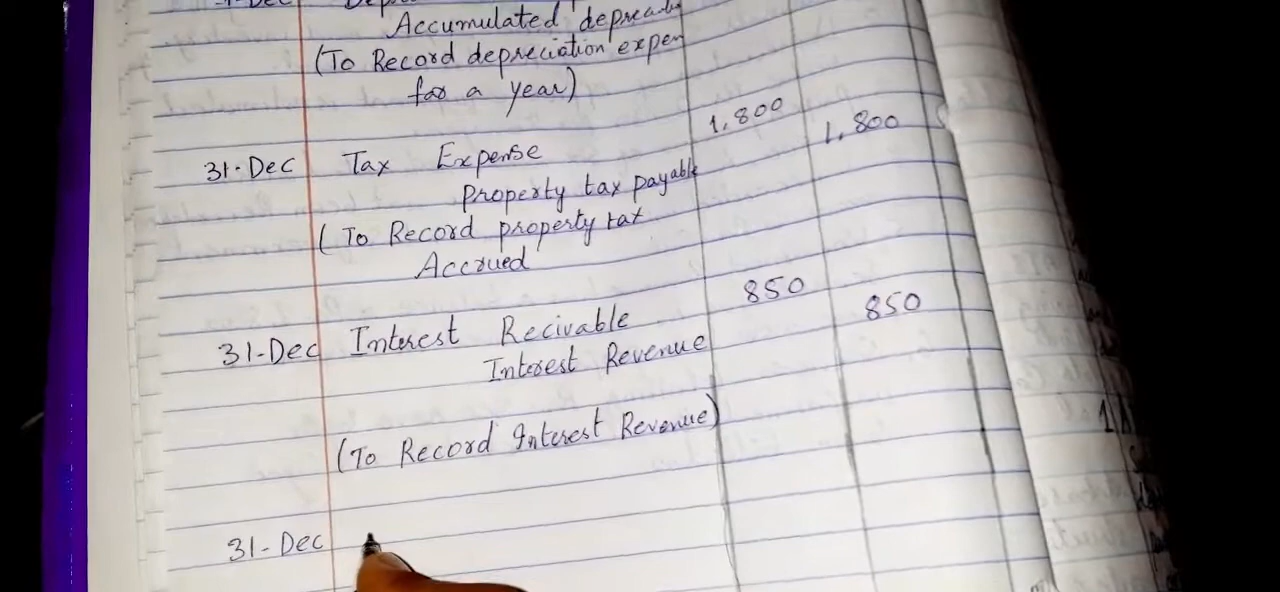 Accumulated
(To Record depreciation expen
for a year)
1,800
1,800
31-Dec Tax Expense
Property tax payable
( To Record property tax
Accrued
850
850
31-Dec Interest Recivable
Interest Revenue
(To Record Interest Revenue)
31-Dec